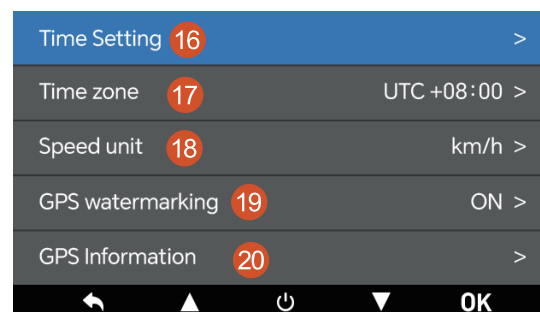 Time Setting 16 >
Time zone 17 UTC +08:00 >
Speed unit 18 km/h >
GPS watermarking 19 ON >
GPS Information 20 >
OK